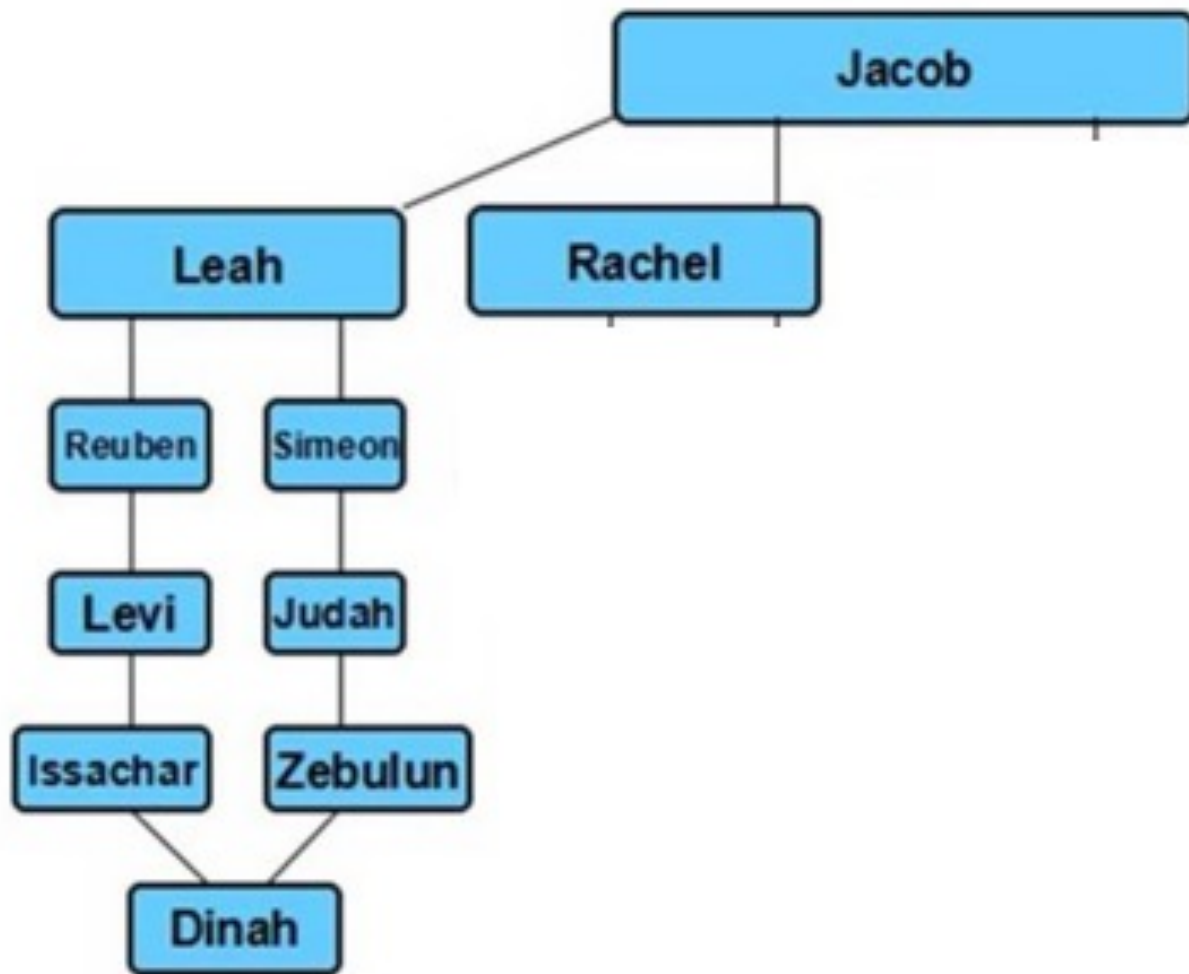 Jacob
Leah
Rachel
Reuben
Simeon
Levi
Judah
Issachar
Zebulun
Dinah